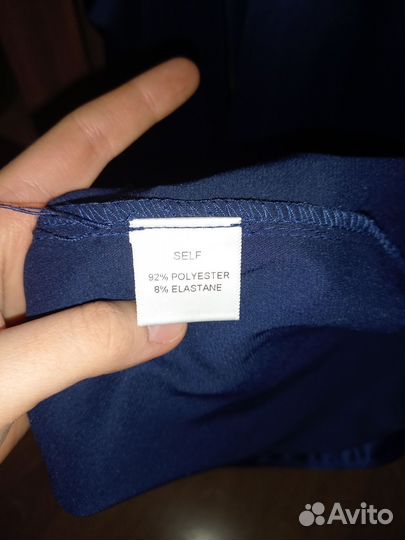 SELF
92% POLYESTER
8% ELASTANE
Avito